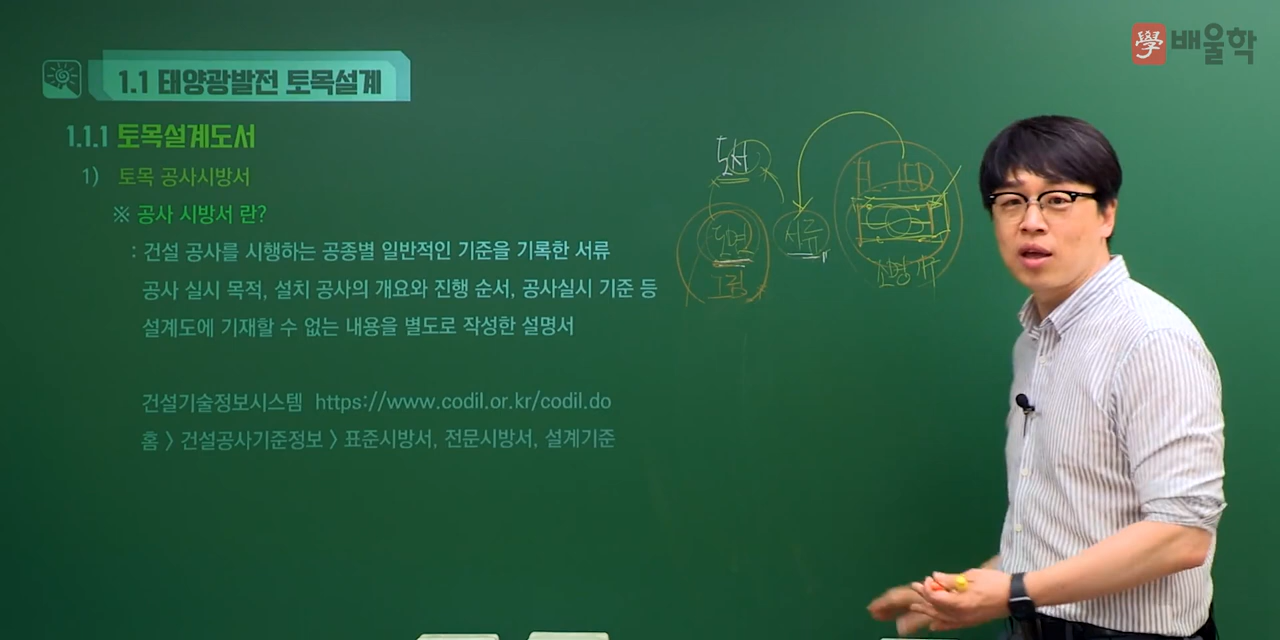 學 배울학
1.1 태양광발전 토목설계
1.1.1 토목설계도서
1) 토목 공사시방서
※ 공사 시방서 란?
: 건설 공사를 시행하는 공종별 일반적인 기준을 기록한 서류
공사 실시 목적, 설치 공사의 개요와 진행 순서, 공사실시 기준 등
설계도에 기재할 수 없는 내용을 별도로 작성한 설명서
건설기술정보시스템 https://www.codil.or.kr/codil.do
홈 > 건설공사기준정보 > 표준시방서, 전문시방서, 설계기준
도서
도면
서류
그림